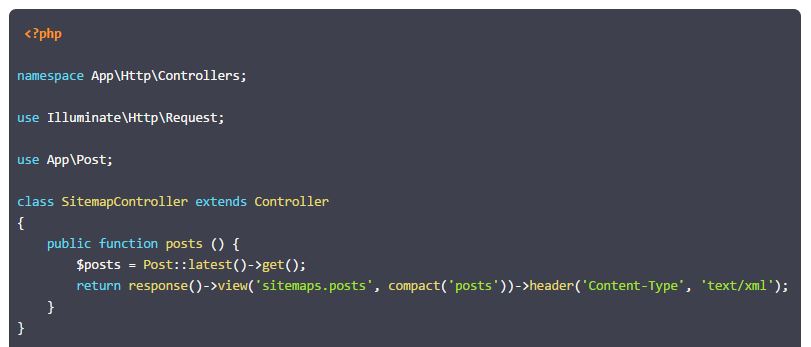 <?php
namespace App\Http\Controllers;
use Illuminate\Http\Request;
use App\Post;
class SitemapController extends Controller
{
    public function posts () {
        $posts = Post::latest()->get();
        return response()->view('sitemaps.posts', compact('posts'))->header('Content-Type', 'text/xml');
    }
}